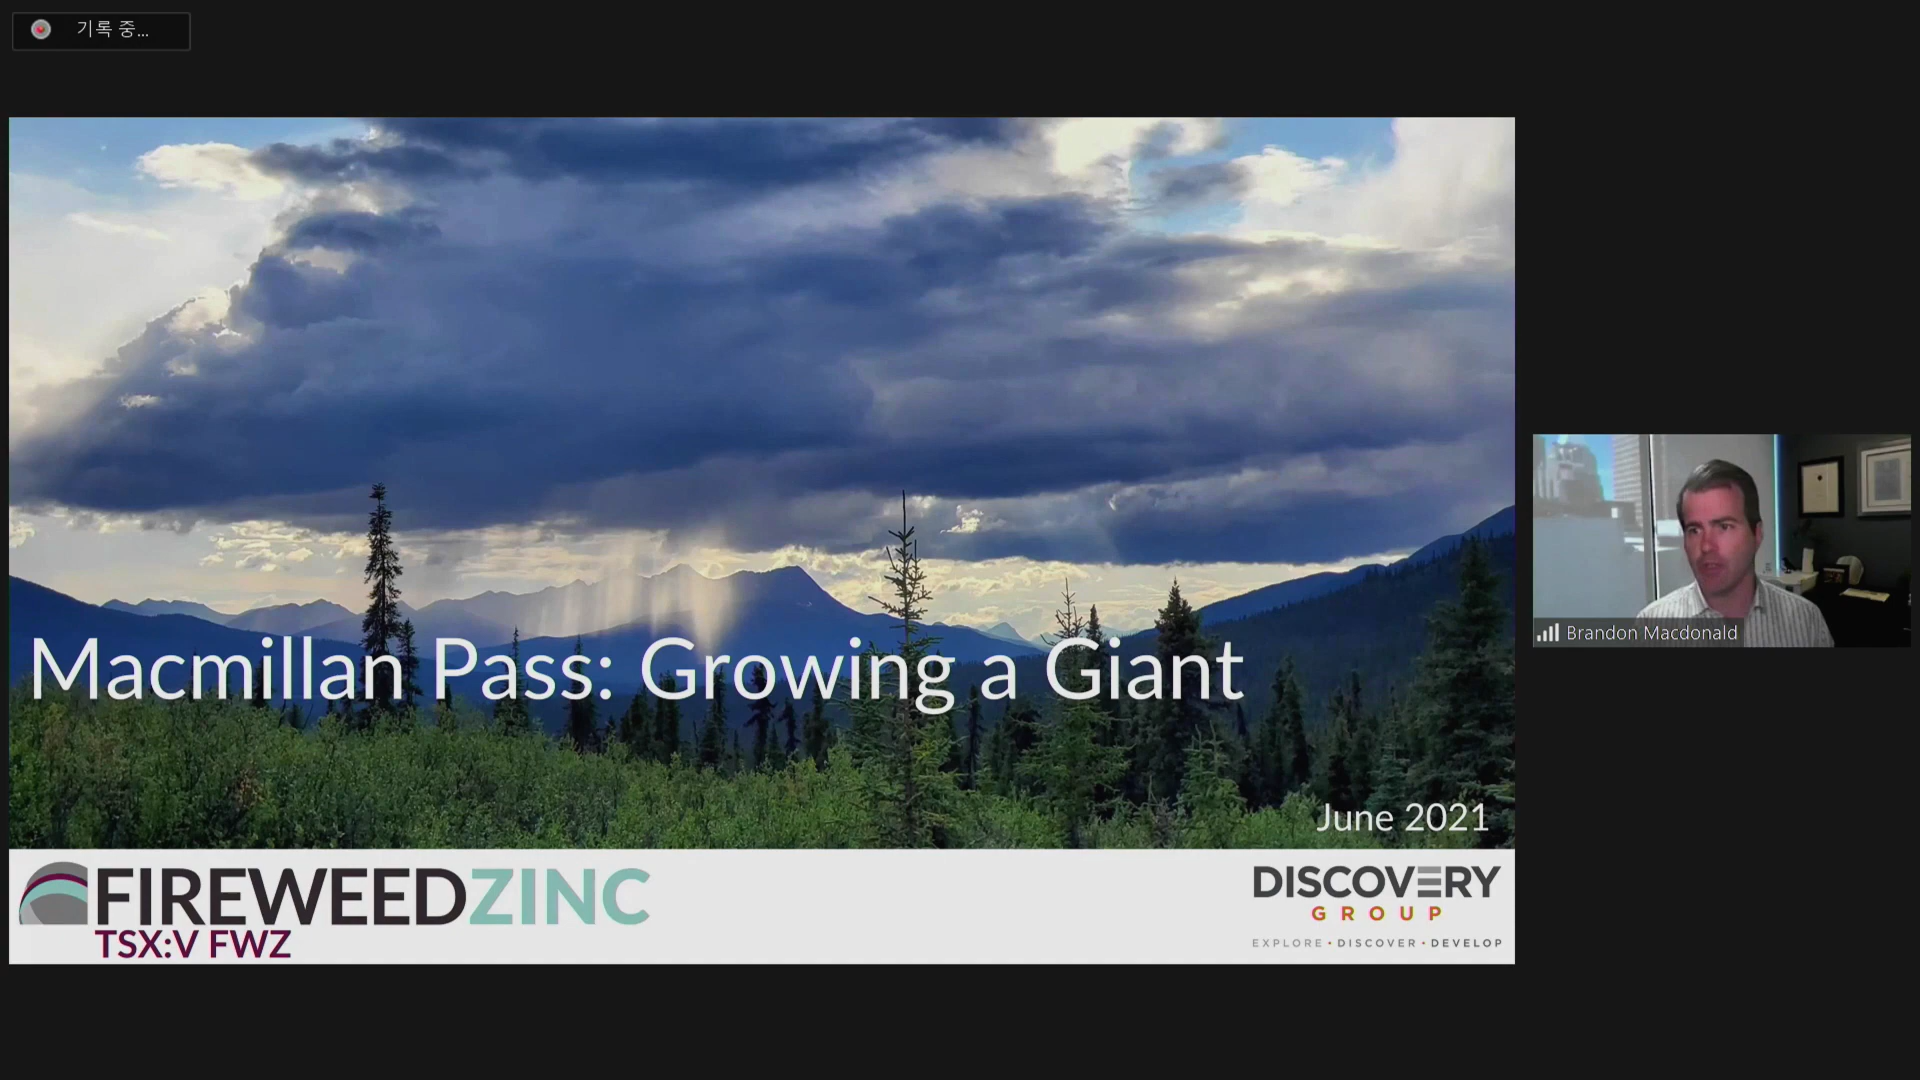 기록 중...
Macmillan Pass: Growing a Giant
June 2021
FIREWEEDZINC
TSX:V FWZ
DISCOVERY
GROUP
EXPLORE • DISCOVER • DEVELOP
Brandon Macdonald